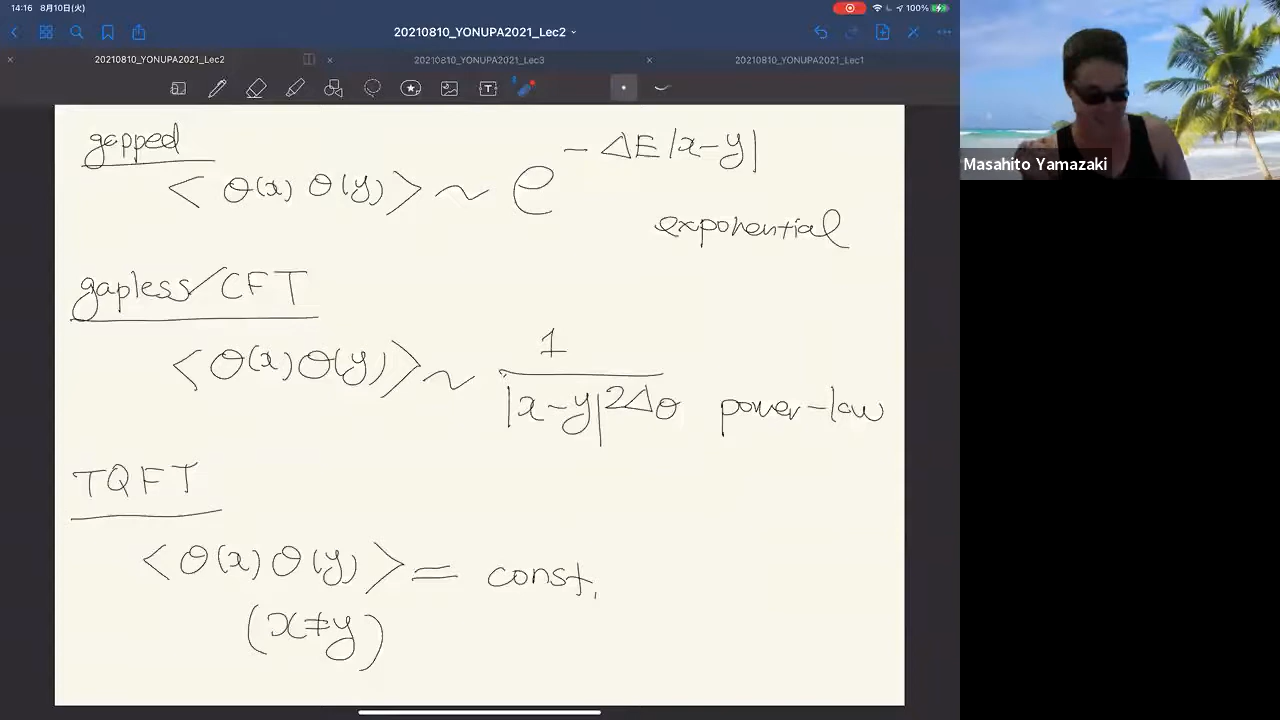 14:16 8月10日(火)
100%
20210810_YONUPA2021_Lec2
20210810_YONUPA2021_Lec2
20210810_YONUPA2021_Lec3
20210810_YONUPA2021_Lec1
gapped
<O(x) O(y)> ~ e^{-ΔE|x-y|}
exponential
gapless/CFT
<O(x)O(y)> ~ 1/|x-y|^{2Δ_O} power-law
TQFT
<O(x) O(y)> = const.
(x≠y)
Masahito Yamazaki